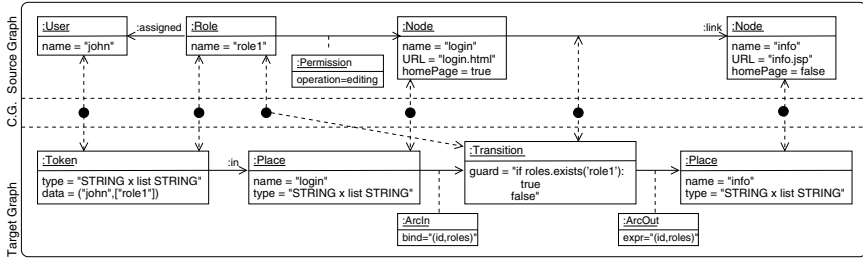 Source Graph
:User
name = "john"
:assigned
:Role
name = "role1"
:Permission
operation=editing
:Node
name = "login"
URL = "login.html"
homePage = true
:link
:Node
name = "info"
URL = "info.jsp"
homePage = false
C.G.
Target Graph
:Token
type = "STRING x list STRING"
data = ("john",["role1"])
:in
:Place
name = "login"
type = "STRING x list STRING"
:ArcIn
bind="(id,roles)"
:Transition
guard = "if roles.exists('role1'):
true
false"
:ArcOut
expr="(id,roles)"
:Place
name = "info"
type = "STRING x list STRING"